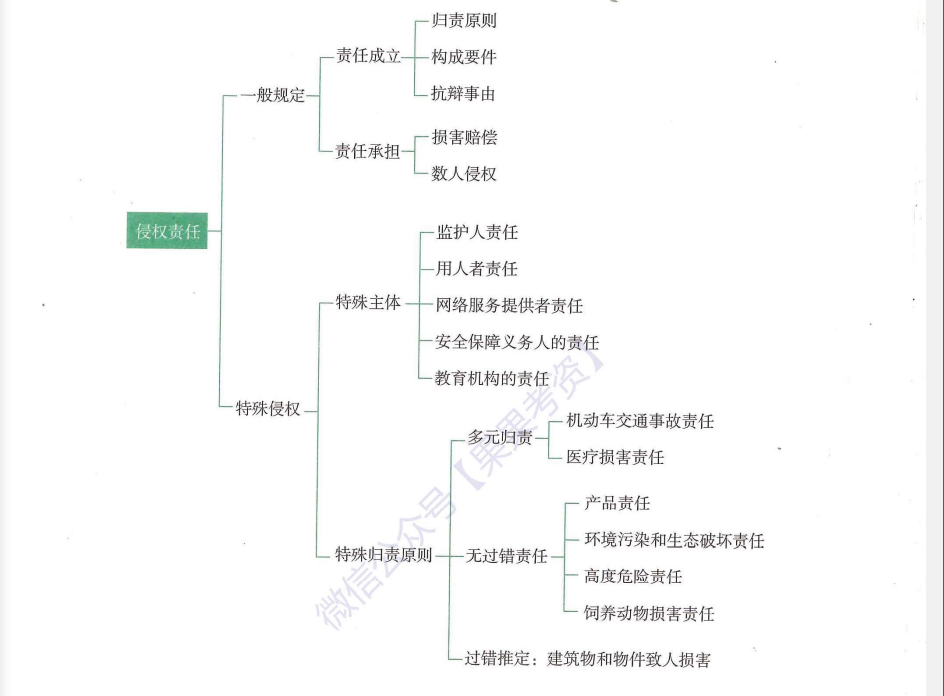 归责原则
责任成立
构成要件
一般规定
抗辩事由
损害赔偿
责任承担
数人侵权
侵权责任
监护人责任
用人者责任
特殊主体
网络服务提供者责任
安全保障义务人的责任
教育机构的责任
特殊侵权
机动车交通事故责任
多元归责
医疗损害责任
产品责任
环境污染和生态破坏责任
特殊归责原则
无过错责任
高度危险责任
饲养动物损害责任
过错推定：建筑物和物件致人损害
微信公众号【果果考资】